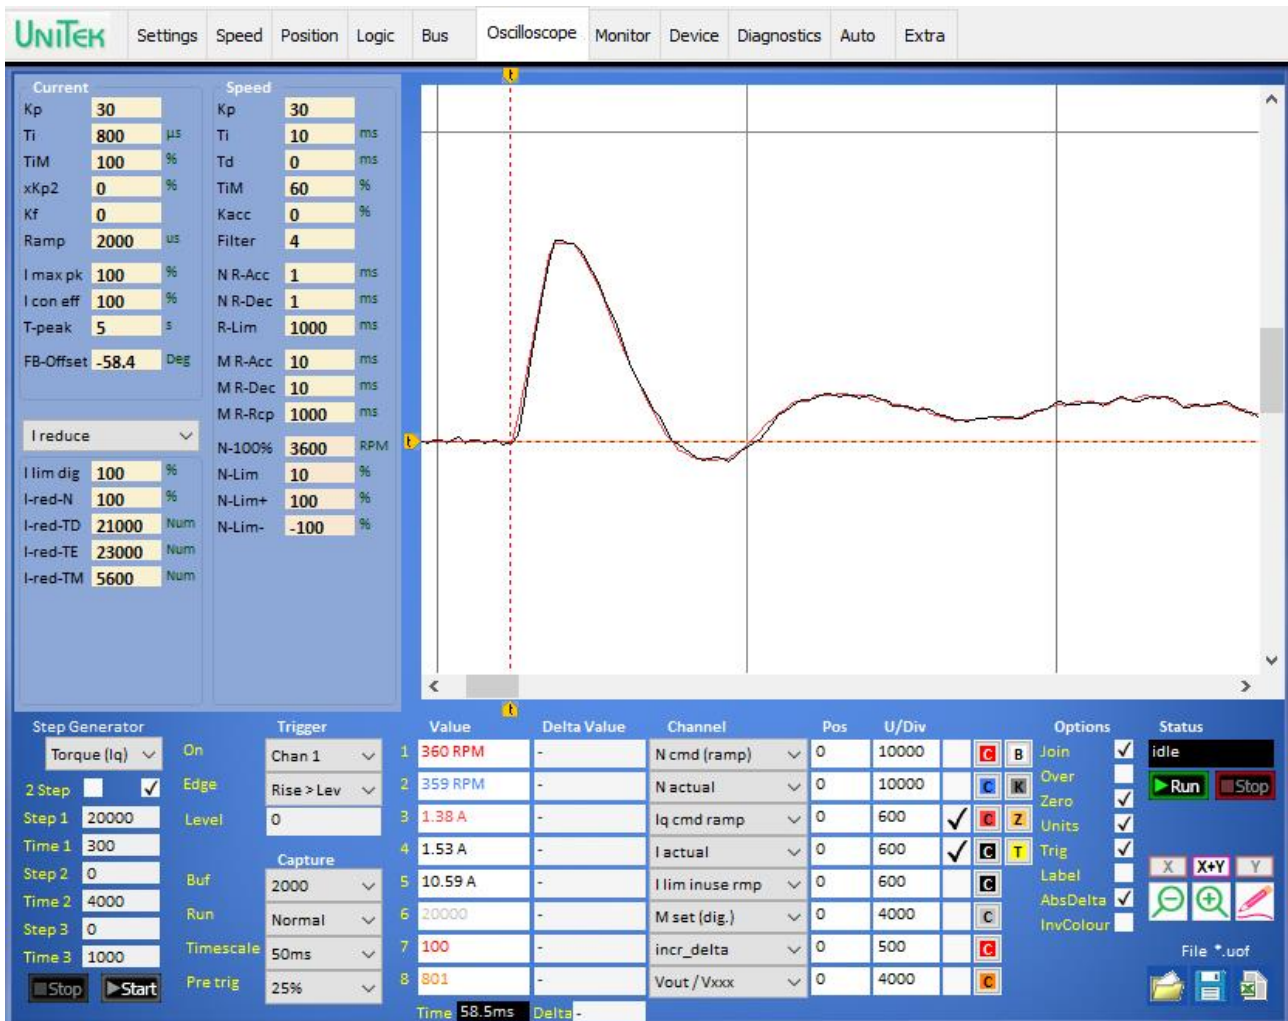 UNITEK Settings Speed Position Logic Bus Oscilloscope Monitor Device Diagnostics Auto Extra
Current
Kp 30
Ti 800 µs
TiM 100 %
xKp2 0 %
Kf 0
Ramp 2000 us
I max pk 100 %
I con eff 100 %
T-peak 5 s
FB-Offset -58.4 Deg
I reduce
I lim dig 100 %
I-red-N 100 %
I-red-TD 21000 Num
I-red-TE 23000 Num
I-red-TM 5600 Num
Speed
Kp 30
Ti 10 ms
Td 0 ms
TiM 60 %
Kacc 0 %
Filter 4
N R-Acc 1 ms
N R-Dec 1 ms
R-Lim 1000 ms
M R-Acc 10 ms
M R-Dec 10 ms
M R-Rcp 1000 ms
N-100% 3600 RPM
N-Lim 10 %
N-Lim+ 100 %
N-Lim- -100 %
t
t
t
Step Generator
Torque (Iq)
2 Step
Step 1 20000
Time 1 300
Step 2 0
Time 2 4000
Step 3 0
Time 3 1000
Stop Start
Trigger
On Chan 1
Edge Rise > Lev
Level 0
Capture
Buf 2000
Run Normal
Timescale 50ms
Pre trig 25%
Value Delta Value Channel Pos U/Div
1 360 RPM - N cmd (ramp) 0 10000 C B
2 359 RPM - N actual 0 10000 C K
3 1.38 A - Iq cmd ramp 0 600 C Z
4 1.53 A - I actual 0 600 C T
5 10.59 A - I lim inuse rmp 0 600 C
6 20000 - M set (dig.) 0 4000 C
7 100 - incr_delta 0 500 C
8 801 - Vout / Vxxx 0 4000 C
Time 58.5ms Delta -
Options
Join
Over
Zero
Units
Trig
Label
AbsDelta
InvColour
Status
idle
Run Stop
X X+Y Y
File *.uof